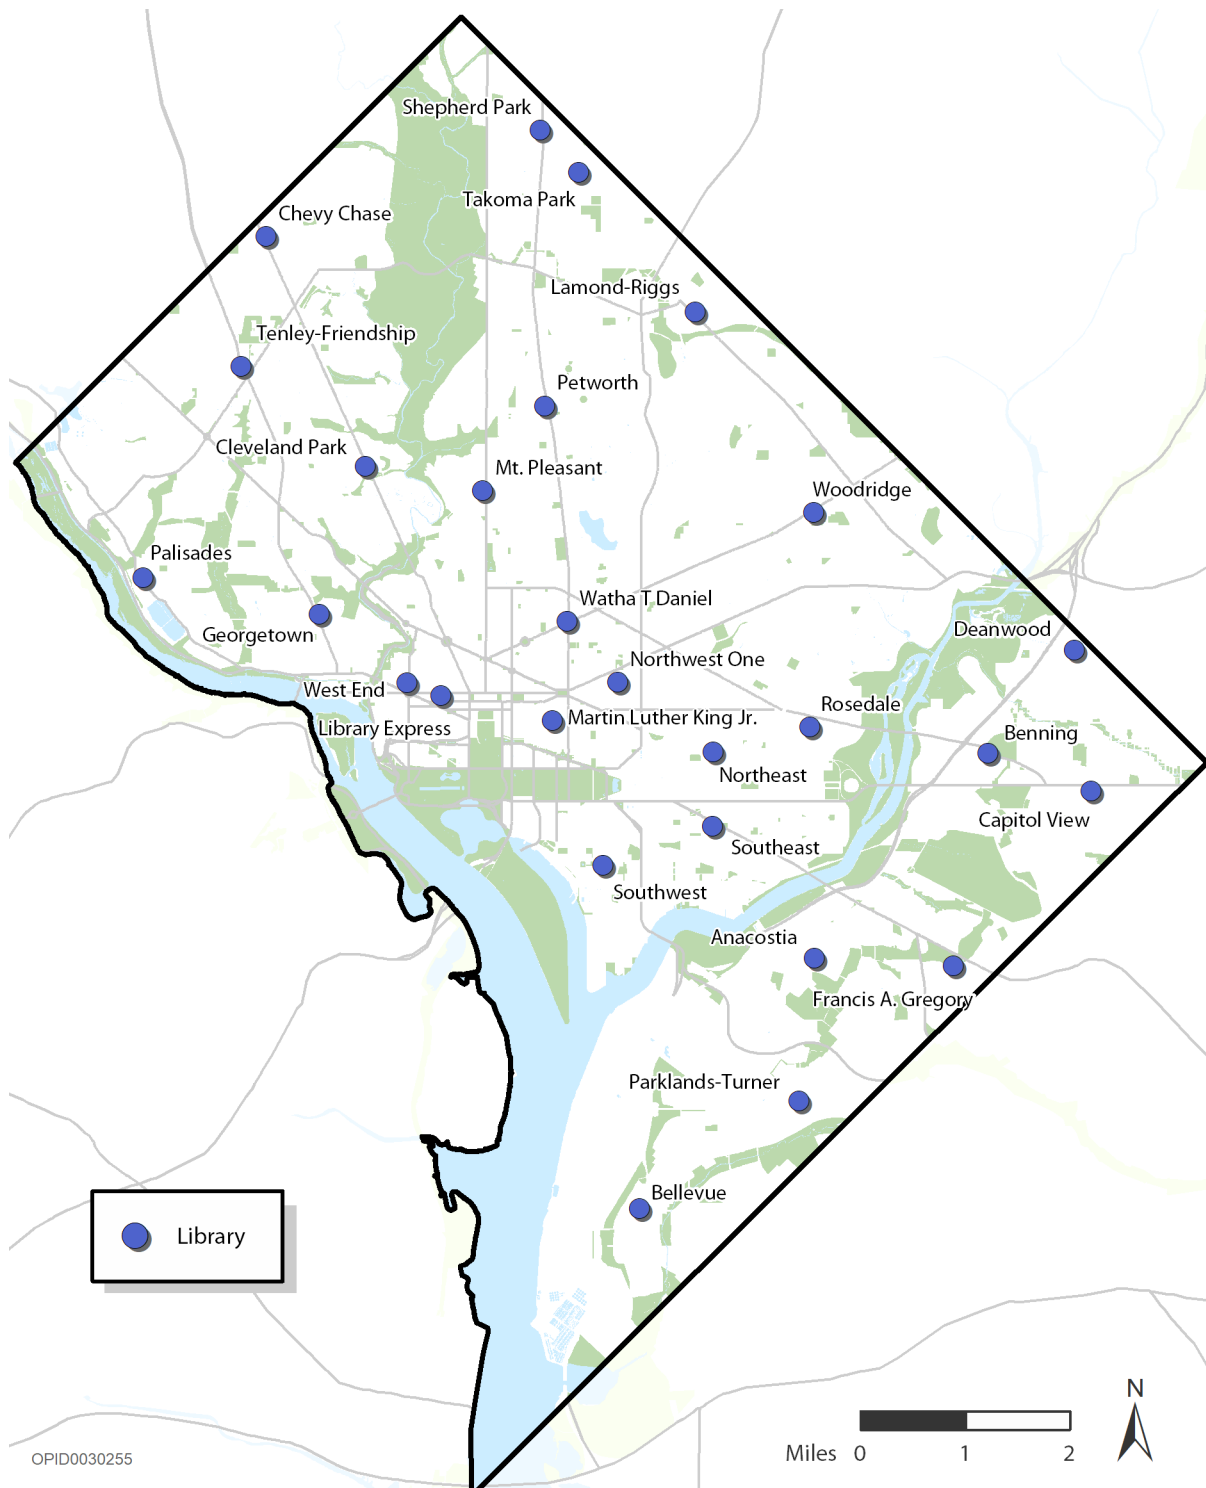 Shepherd Park
Takoma Park
Chevy Chase
Lamond-Riggs
Tenley-Friendship
Petworth
Cleveland Park
Mt. Pleasant
Woodridge
Palisades
Watha T Daniel
Georgetown
Deanwood
Northwest One
West End
Rosedale
Library Express
Martin Luther King Jr.
Benning
Northeast
Capitol View
Southeast
Southwest
Anacostia
Francis A. Gregory
Parklands-Turner
Bellevue
Library
N
Miles 0 1 2
OPID0030255